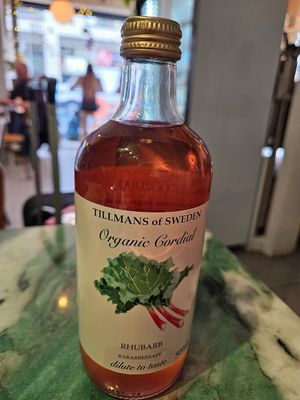 TILLMANS of SWEDEN
Organic Cordial
RHUBARB
RABARBERSAFT
dilute to taste